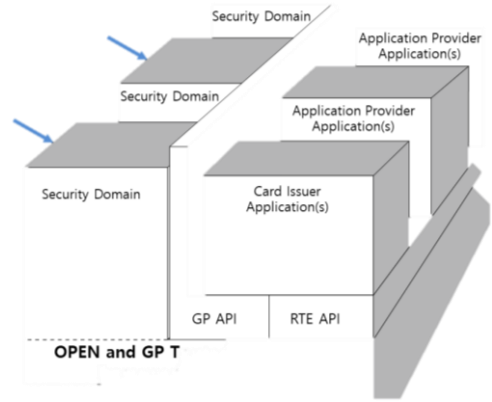 Security Domain
Application Provider
Application(s)
Security Domain
Application Provider
Application(s)
Security Domain
Card Issuer
Application(s)
GP API
RTE API
OPEN and GP T